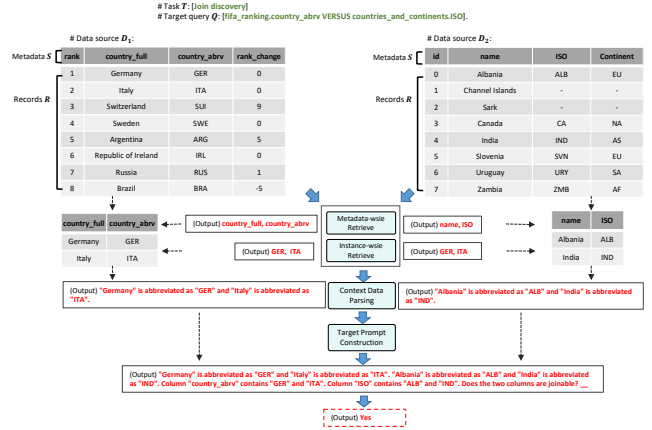 # Task T: [Join discovery]
# Target query Q: [fifa_ranking.country_abrv VERSUS countries_and_continents.ISO].
# Data source D₁:
Metadata S
rank country_full country_abrv rank_change
Records R
1 Germany GER 0
2 Italy ITA 0
3 Switzerland SUI 9
4 Sweden SWE 0
5 Argentina ARG 5
6 Republic of Ireland IRL 0
7 Russia RUS 1
8 Brazil BRA -5
# Data source D₂:
Metadata S
id name ISO Continent
Records R
0 Albania ALB EU
1 Channel Islands - -
2 Sark - -
3 Canada CA NA
4 India IND AS
5 Slovenia SVN EU
6 Uruguay URY SA
7 Zambia ZMB AF
country_full country_abrv
Germany GER
Italy ITA
(Output) country_full, country_abrv
(Output) GER, ITA
Metadata-wsie
Retrieve
Instance-wsie
Retrieve
(Output) name, ISO
(Output) GER, ITA
name ISO
Albania ALB
India IND
(Output) "Germany" is abbreviated as "GER" and "Italy" is abbreviated as
"ITA".
Context Data
Parsing
(Output) "Albania" is abbreviated as "ALB" and "India" is abbreviated
as "IND".
Target Prompt
Construction
(Output) "Germany" is abbreviated as "GER" and "Italy" is abbreviated as "ITA". "Albania" is abbreviated as "ALB" and "India" is abbreviated
as "IND". Column "country_abrv" contains "GER" and "ITA". Column "ISO" contains "ALB" and "IND". Does the two columns are joinable? __
(Output) Yes